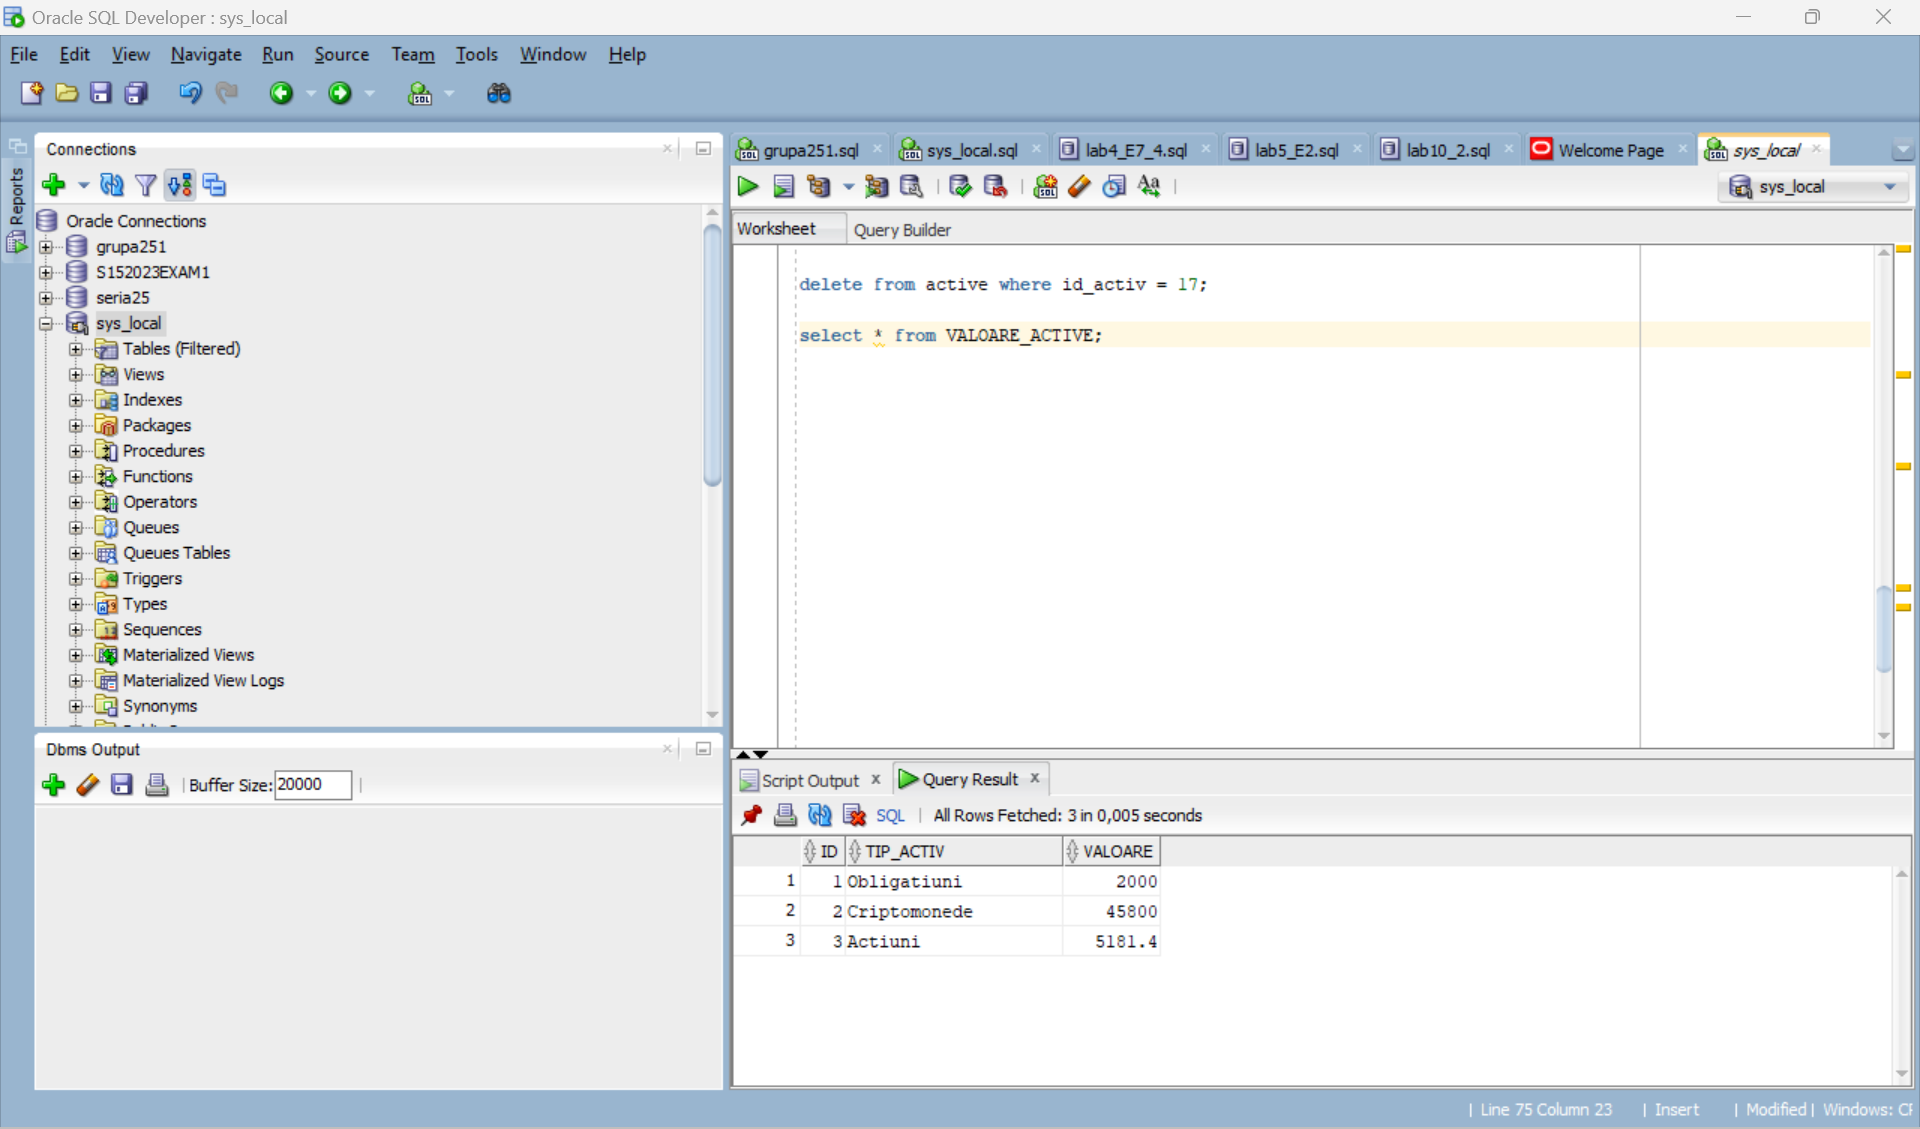 Oracle SQL Developer : sys_local
File Edit View Navigate Run Source Team Tools Window Help
Reports
Connections
Oracle Connections
grupa251
S152023EXAM1
seria25
sys_local
Tables (Filtered)
Views
Indexes
Packages
Procedures
Functions
Operators
Queues
Queues Tables
Triggers
Types
Sequences
Materialized Views
Materialized View Logs
Synonyms
Dbms Output
Buffer Size: 20000
grupa251.sql sys_local.sql lab4_E7_4.sql lab5_E2.sql lab10_2.sql Welcome Page sys_local
sys_local
Worksheet Query Builder
delete from active where id_activ = 17;
select * from VALOARE_ACTIVE;
Script Output Query Result
SQL All Rows Fetched: 3 in 0,005 seconds
ID TIP_ACTIV VALOARE
1 1 Obligatiuni 2000
2 2 Criptomonede 45800
3 3 Actiuni 5181.4
Line 75 Column 23 Insert Modified Windows: